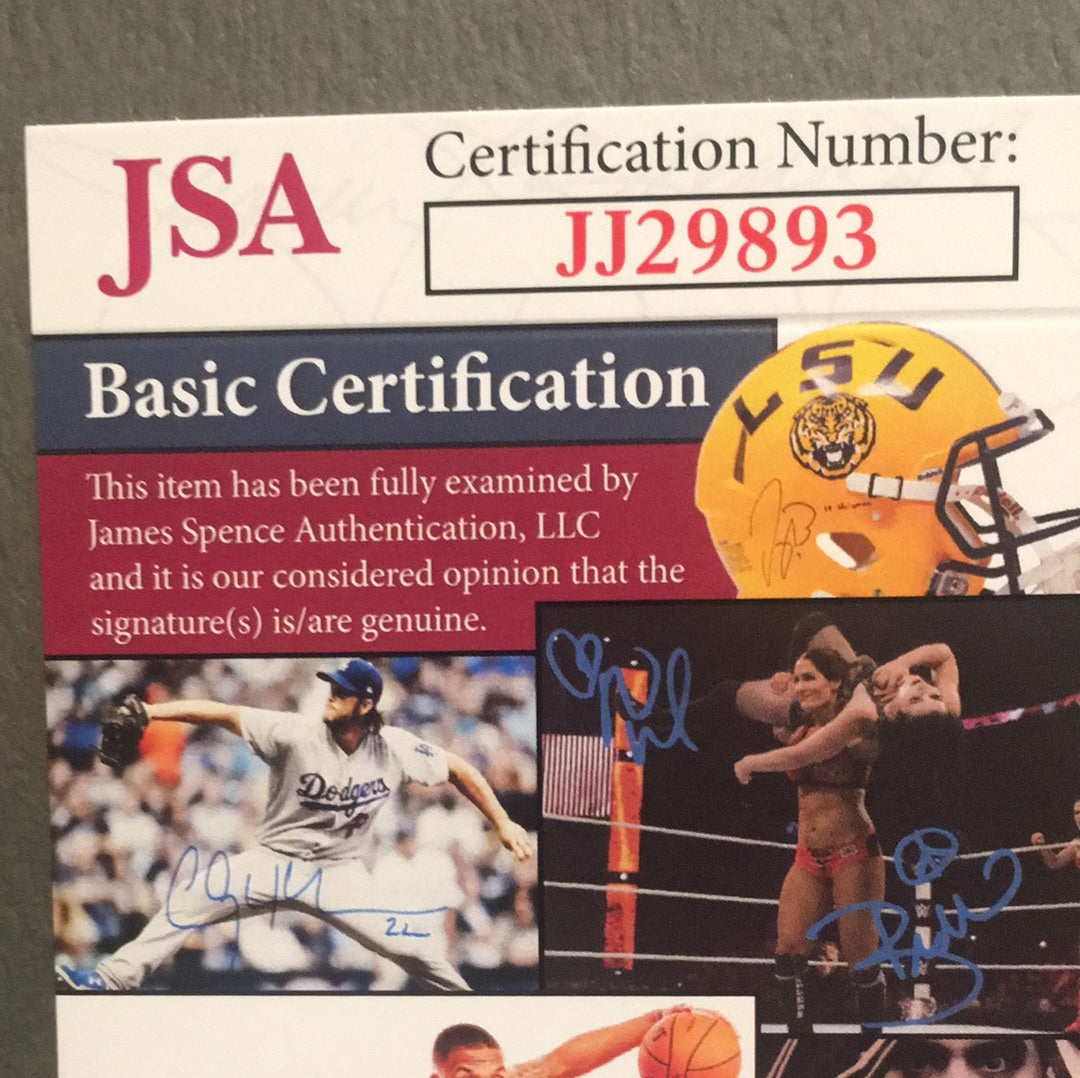 JSA
Certification Number:
JJ29893
Basic Certification
LSU
This item has been fully examined by
James Spence Authentication, LLC
and it is our considered opinion that the
signature(s) is/are genuine.
Dodgers
22